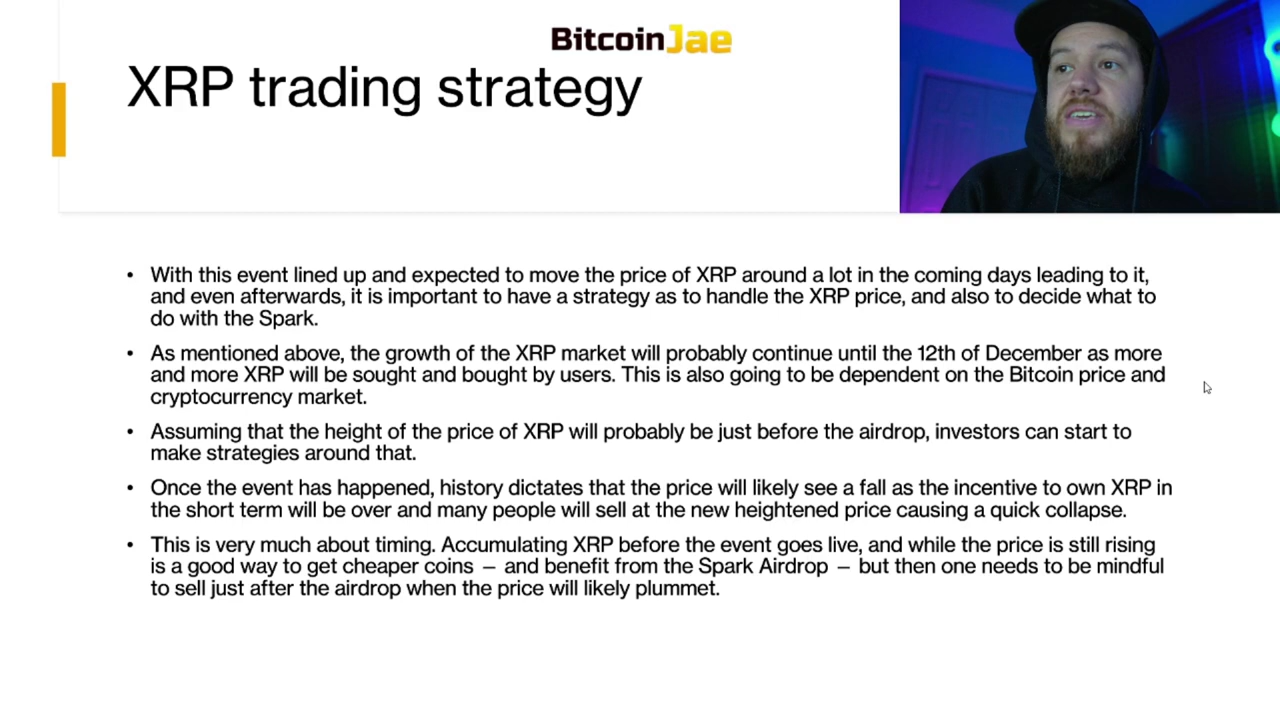 BitcoinJae
XRP trading strategy
• With this event lined up and expected to move the price of XRP around a lot in the coming days leading to it,
and even afterwards, it is important to have a strategy as to handle the XRP price, and also to decide what to
do with the Spark.
• As mentioned above, the growth of the XRP market will probably continue until the 12th of December as more
and more XRP will be sought and bought by users. This is also going to be dependent on the Bitcoin price and
cryptocurrency market.
• Assuming that the height of the price of XRP will probably be just before the airdrop, investors can start to
make strategies around that.
• Once the event has happened, history dictates that the price will likely see a fall as the incentive to own XRP in
the short term will be over and many people will sell at the new heightened price causing a quick collapse.
• This is very much about timing. Accumulating XRP before the event goes live, and while the price is still rising
is a good way to get cheaper coins – and benefit from the Spark Airdrop – but then one needs to be mindful
to sell just after the airdrop when the price will likely plummet.